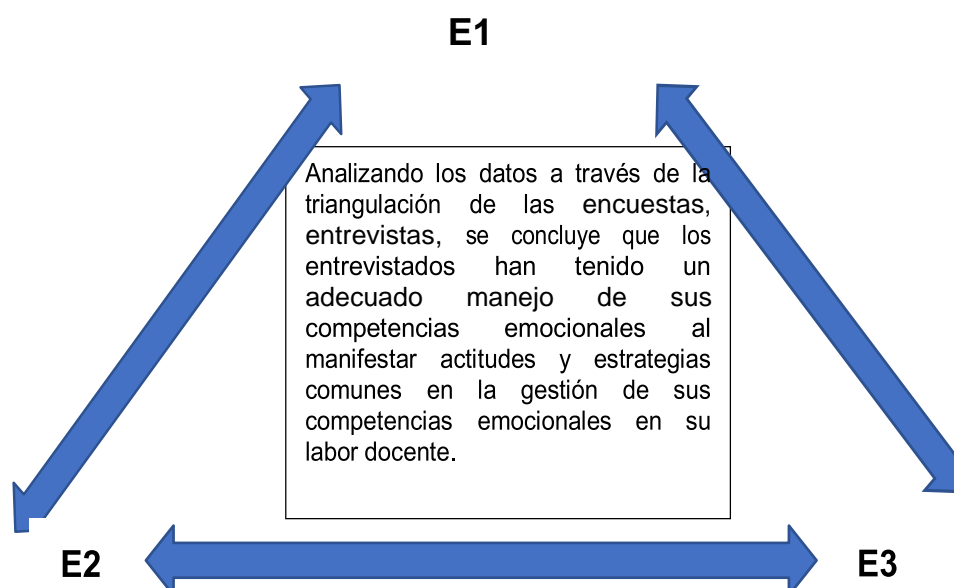 E1
Analizando los datos a través de la
triangulación de las encuestas,
entrevistas, se concluye que los
entrevistados han tenido un
adecuado manejo de sus
competencias emocionales al
manifestar actitudes y estrategias
comunes en la gestión de sus
competencias emocionales en su
labor docente.
E2
E3